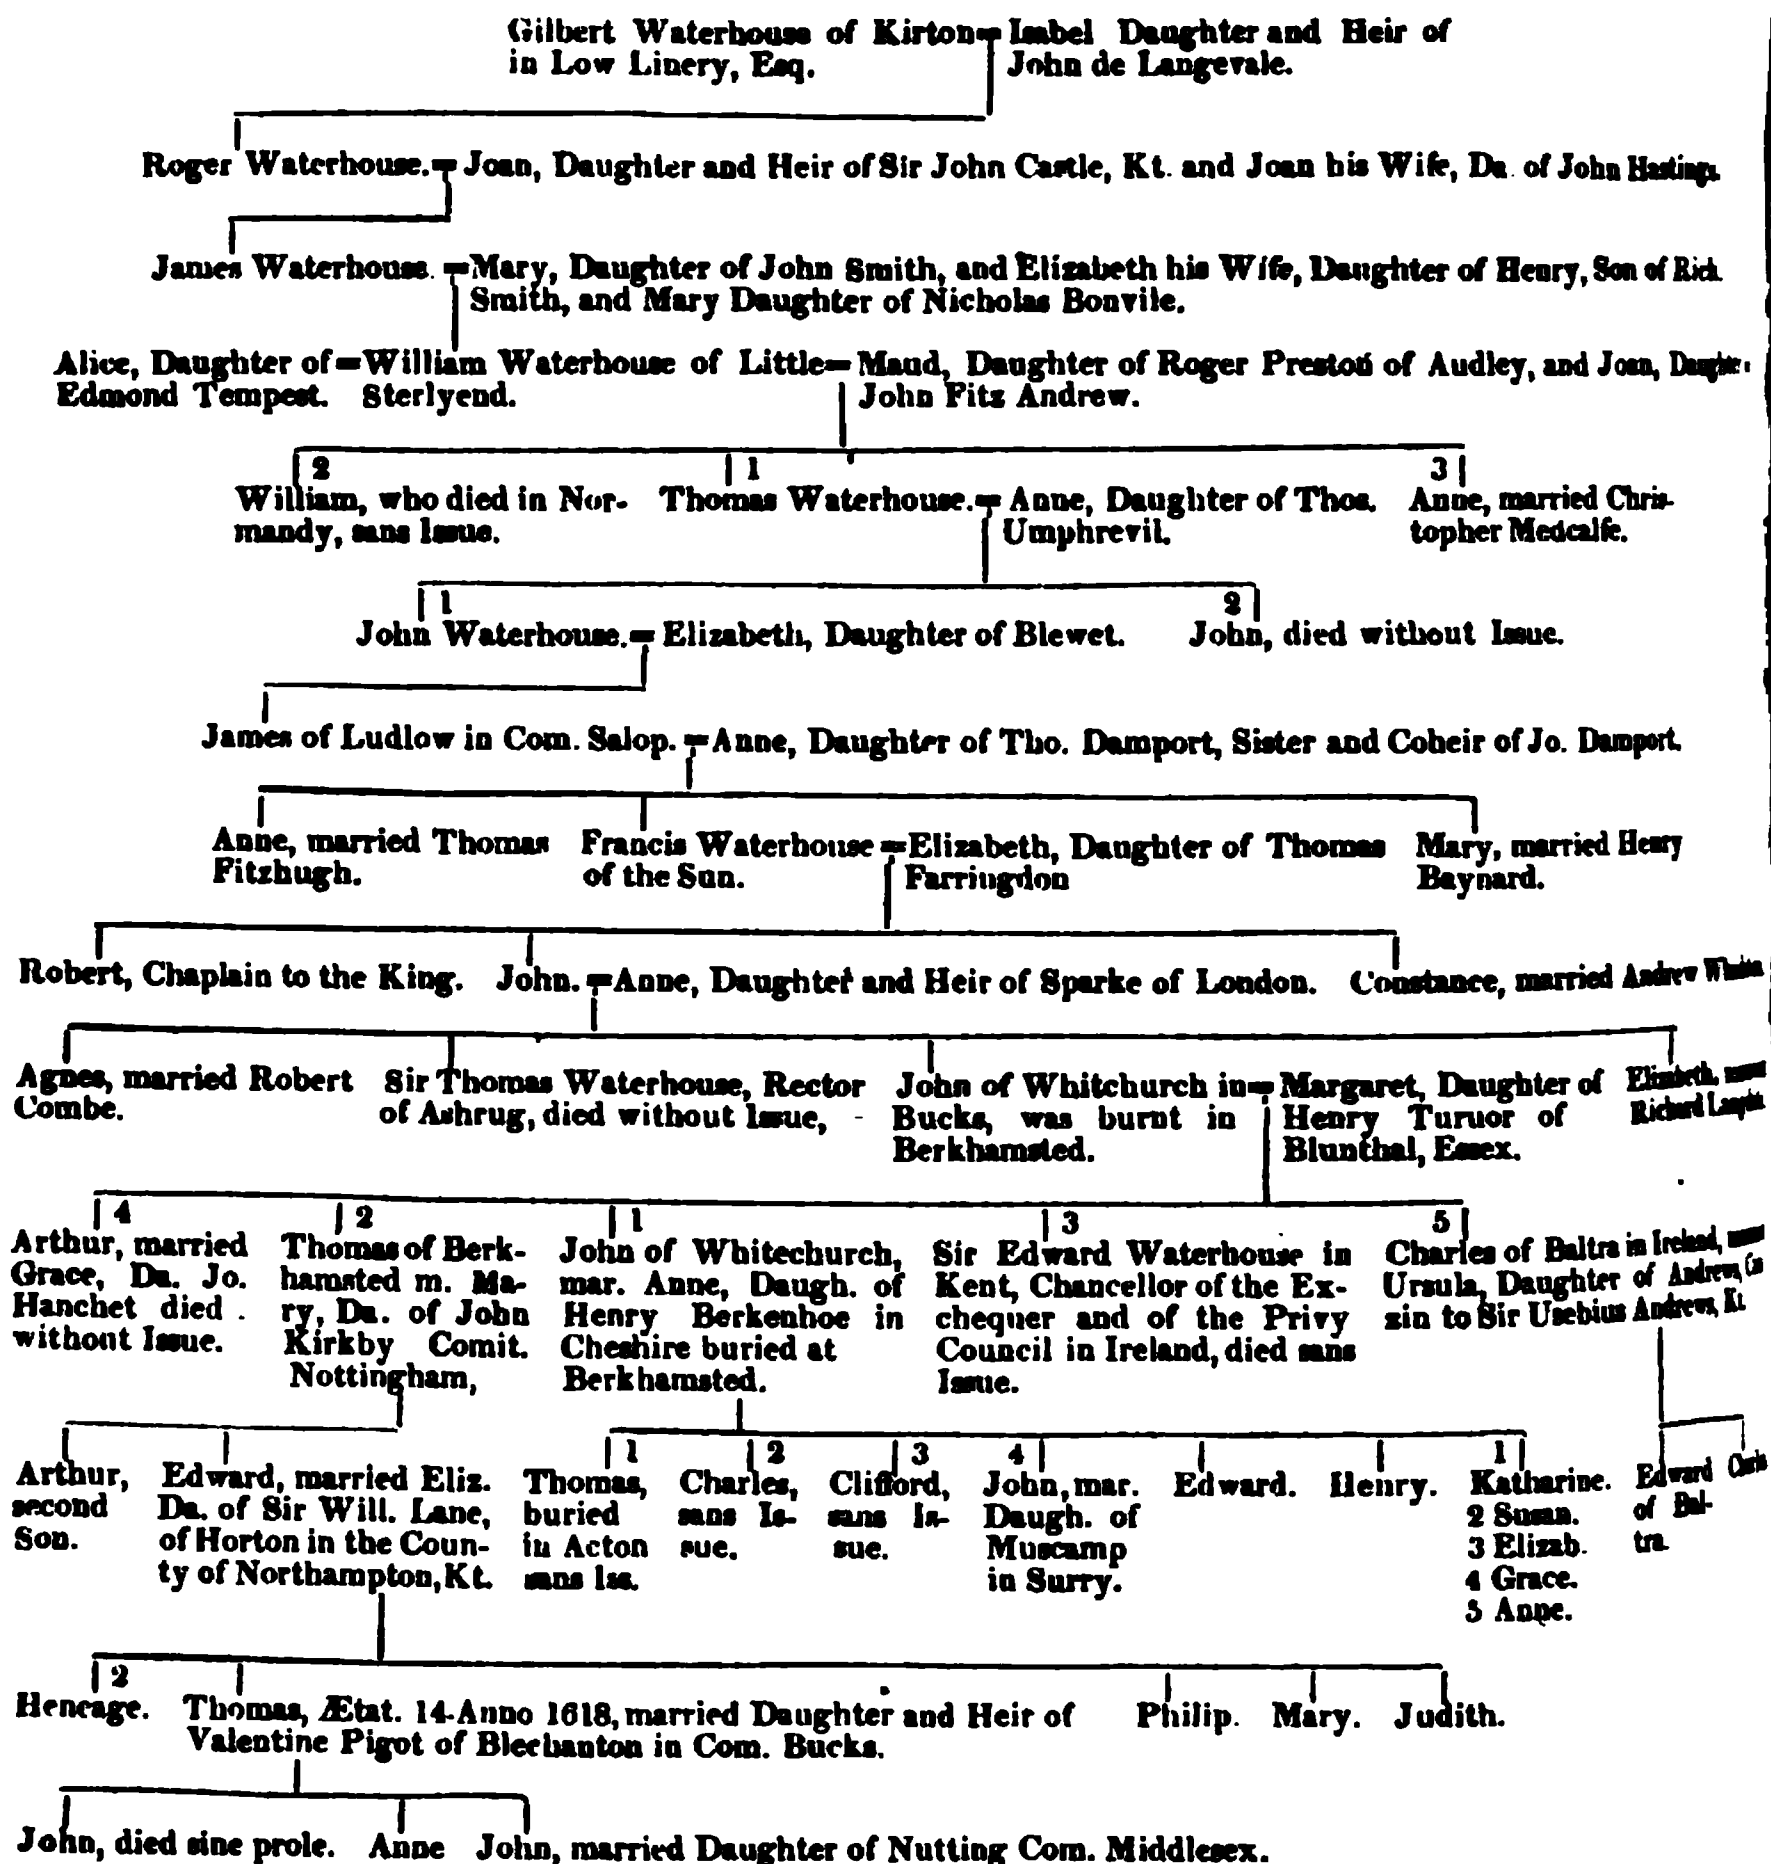 Gilbert Waterhouse of Kirton= Isabel Daughter and Heir of
in Low Linery, Esq. John de Langevale.
Roger Waterhouse.= Joan, Daughter and Heir of Sir John Castle, Kt. and Joan his Wife, Da. of John Hastings.
James Waterhouse. =Mary, Daughter of John Smith, and Elizabeth his Wife, Daughter of Henry, Son of Rich.
Smith, and Mary Daughter of Nicholas Bonvile.
Alice, Daughter of=William Waterhouse of Little= Maud, Daughter of Roger Preston of Audley, and Joan, Daughter
Edmond Tempest. Sterlyend. John Fitz Andrew.
2 1 3
William, who died in Nor- Thomas Waterhouse.= Anne, Daughter of Thos. Anne, married Chris-
mandy, sans Issue. Umphrevil. topher Medcalfe.
1 2
John Waterhouse.= Elizabeth, Daughter of Blewet. John, died without Issue.
James of Ludlow in Com. Salop. =Anne, Daughter of Tho. Damport, Sister and Coheir of Jo. Damport.
Anne, married Thomas Francis Waterhouse =Elizabeth, Daughter of Thomas Mary, married Henry
Fitzhugh. of the Sun. Farringdon Baynard.
Robert, Chaplain to the King. John. =Anne, Daughter and Heir of Sparke of London. Constance, married Andrew
Agnes, married Robert Sir Thomas Waterhouse, Rector John of Whitchurch in= Margaret, Daughter of Elizabeth,
Combe. of Ashrug, died without Issue, Bucks, was burnt in Henry Turuor of Richard
Berkhamsted. Blunthal, Essex.
4 2 1 3 5
Arthur, married Thomas of Berk- John of Whitechurch, Sir Edward Waterhouse in Charles of Baltra in Ireland,
Grace, Da. Jo. hamsted m. Ma- mar. Anne, Daugh. of Kent, Chancellor of the Ex- Ursula, Daughter of Andrew, Co
Hanchet died ry, Da. of John Henry Berkenhoe in chequer and of the Privy zin to Sir Usebius Andrews, Kt
without Issue. Kirkby Comit. Cheshire buried at Council in Ireland, died sans
Nottingham, Berkhamsted. Issue.
1 2 3 4 1
Arthur, Edward, married Eliz. Thomas, Charles, Clifford, John, mar. Edward. Henry. Katharine. Edward
second Da. of Sir Will. Lane, buried sans Is- sans Is- Daugh. of 2 Susan. of Bal-
Son. of Horton in the Coun- in Acton sue. sue. Muscamp 3 Elizab. tra.
ty of Northampton, Kt. sans Iss. in Surry. 4 Grace.
5 Anne.
2
Heneage. Thomas, Ætat. 14 Anno 1618, married Daughter and Heir of Philip. Mary. Judith.
Valentine Pigot of Blechanton in Com. Bucks.
John, died sine prole. Anne John, married Daughter of Nutting Com. Middlesex.